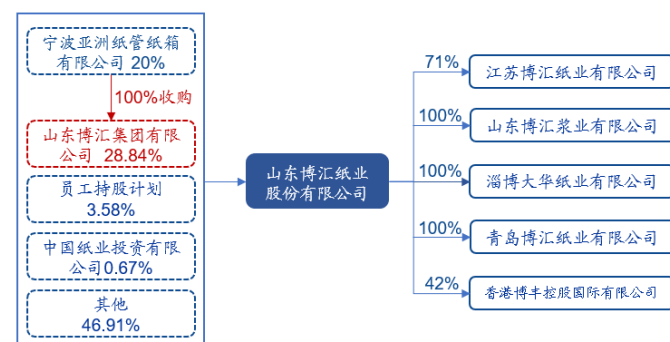 宁波亚洲纸管纸箱
有限公司 20%
100%收购
山东博汇集团有限
公司 28.84%
员工持股计划
3.58%
中国纸业投资有限
公司0.67%
其他
46.91%
山东博汇纸业
股份有限公司
71%
江苏博汇纸业有限公司
100%
山东博汇浆业有限公司
100%
淄博大华纸业有限公司
100%
青岛博汇纸业有限公司
42%
香港博丰控股国际有限公司